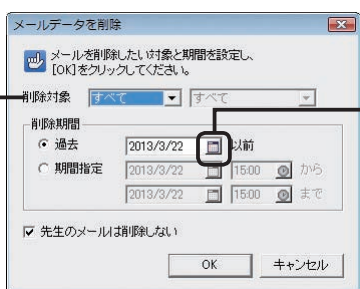 メールデータを削除
メールを削除したい対象と期間を設定し、
[OK]をクリックしてください。
削除対象 すべて すべて
削除期間
過去 2013/3/22 以前
期間指定 2013/3/22 15:00 から
2013/3/22 15:00 まで
先生のメールは削除しない
OK キャンセル